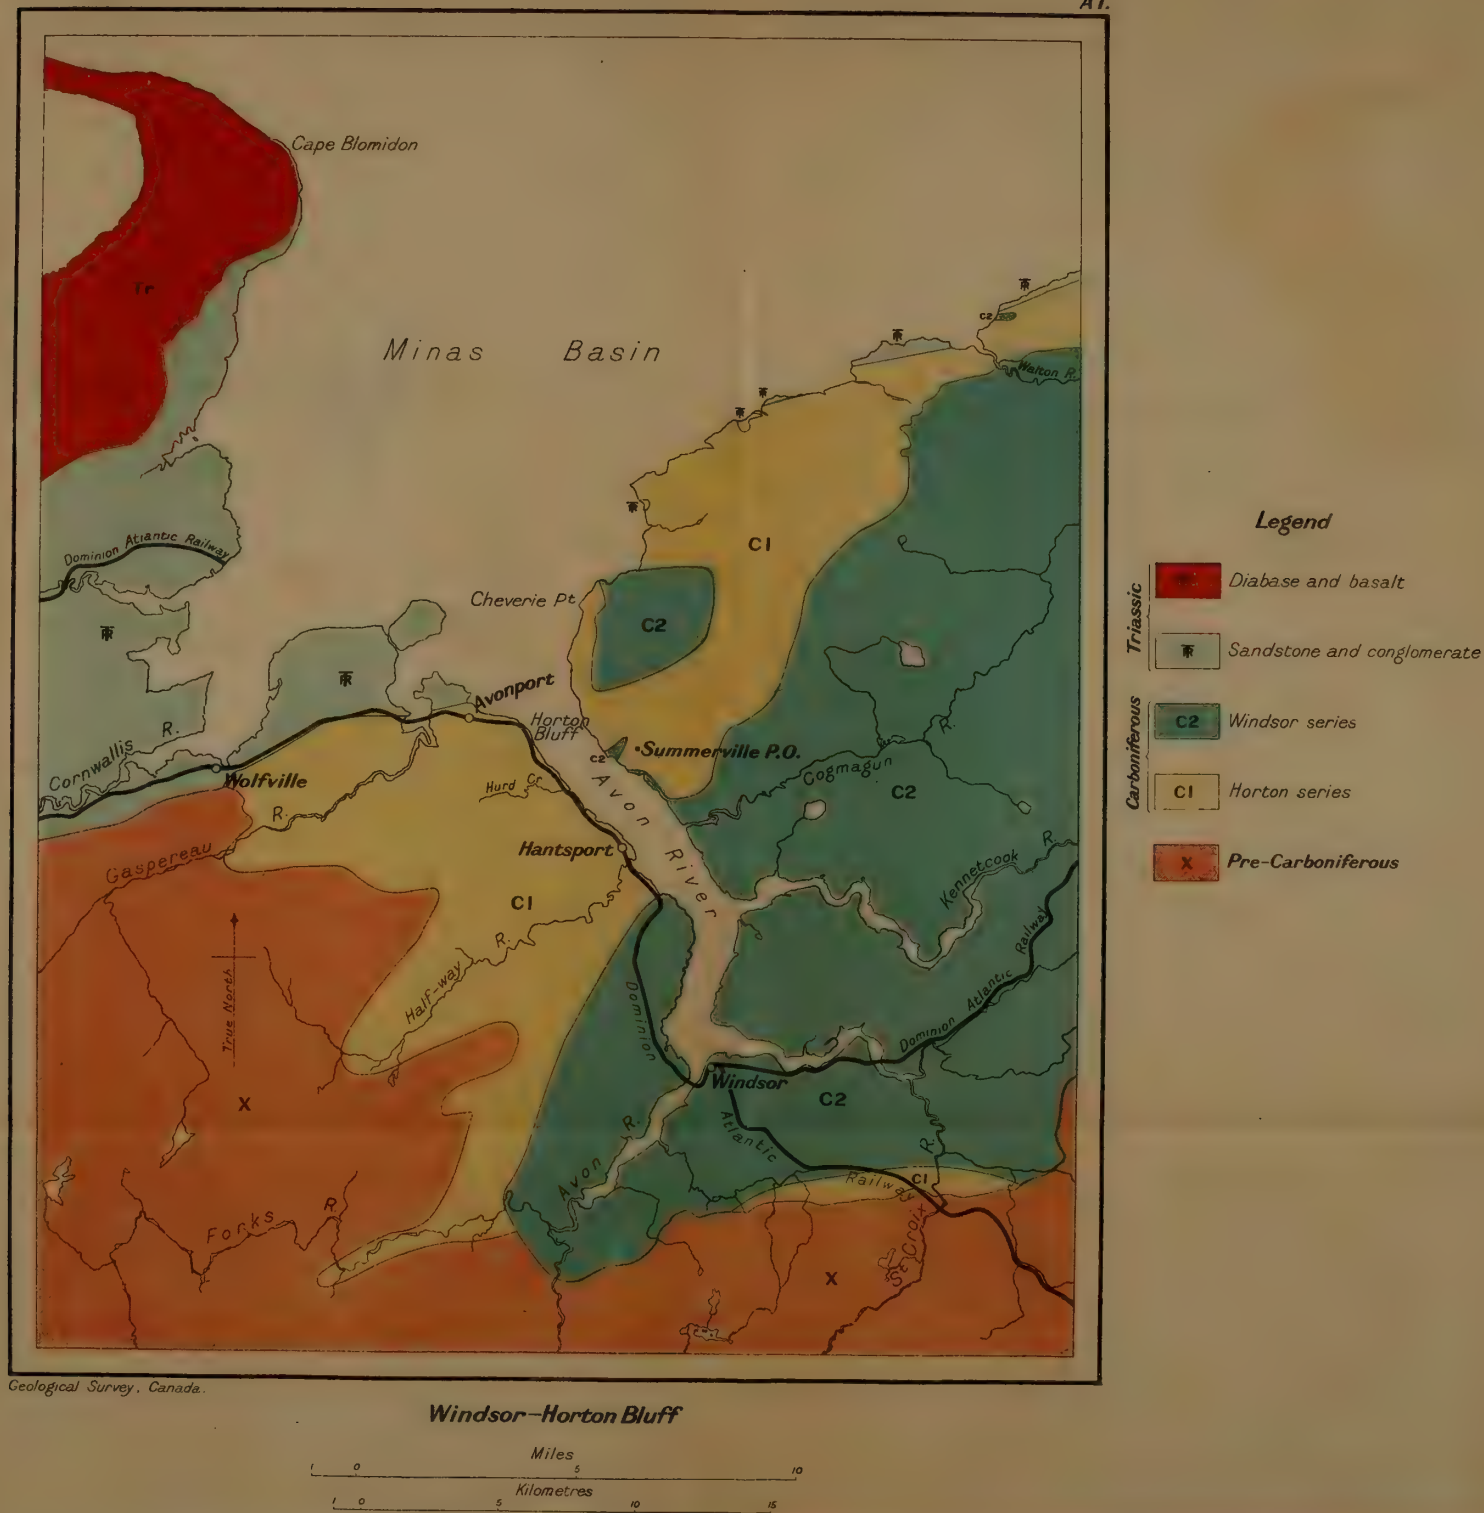 A1.
Cape Blomidon
Tr
Minas Basin
C2
Walton R.
Dominion Atlantic Railway
C1
Cheverie Pt.
C2
Avonport
Horton
Bluff
C2
Summerville P.O.
Cornwallis R.
Wolfville
Hurd Cr.
Avon River
Cogmagun R.
C2
Gaspereau R.
Hantsport
Kennetcook R.
C1
True North
Half-way R.
Dominion
Dominion Atlantic Railway
Windsor
X
C2
Atlantic
Railway
C1
Avon R.
R.
St. Croix
Forks R.
X
Legend
Triassic
Diabase and basalt
Sandstone and conglomerate
Carboniferous
C2 Windsor series
C1 Horton series
X Pre-Carboniferous
Geological Survey, Canada.
Windsor–Horton Bluff
Miles
1 0 5 10
Kilometres
1 0 5 10 15